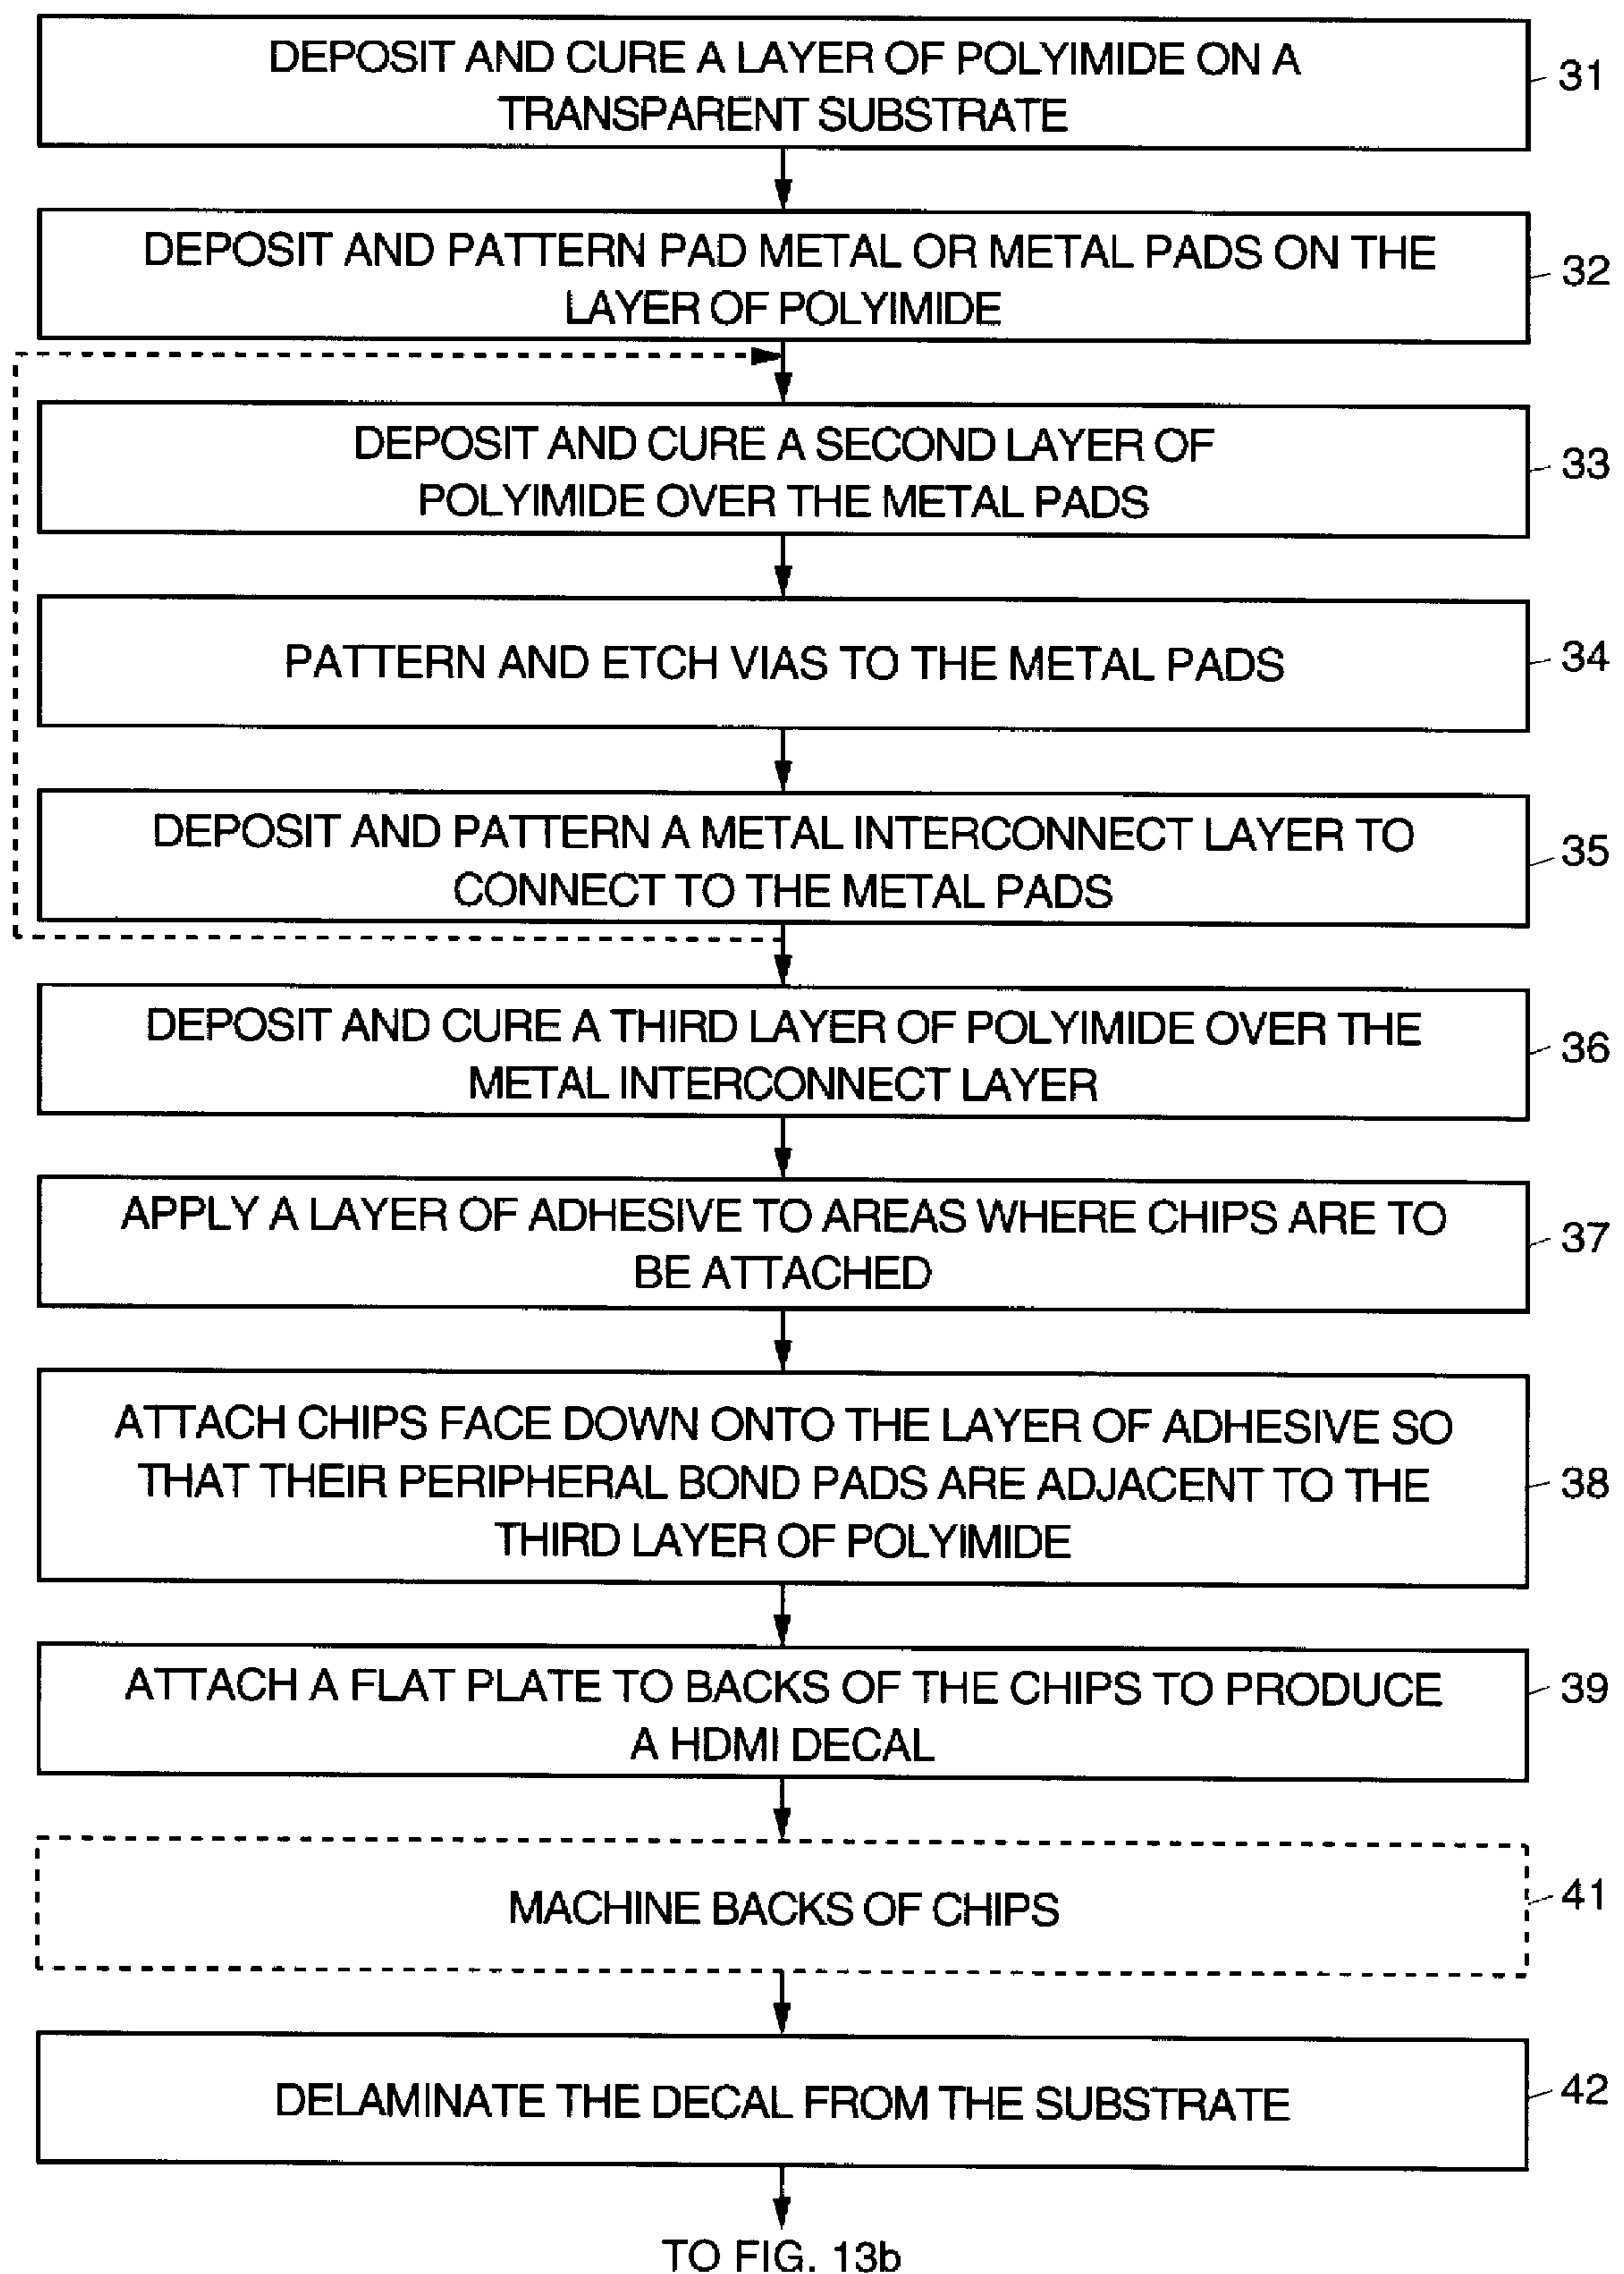 DEPOSIT AND CURE A LAYER OF POLYIMIDE ON A
TRANSPARENT SUBSTRATE
31
DEPOSIT AND PATTERN PAD METAL OR METAL PADS ON THE
LAYER OF POLYIMIDE
32
DEPOSIT AND CURE A SECOND LAYER OF
POLYIMIDE OVER THE METAL PADS
33
PATTERN AND ETCH VIAS TO THE METAL PADS
34
DEPOSIT AND PATTERN A METAL INTERCONNECT LAYER TO
CONNECT TO THE METAL PADS
35
DEPOSIT AND CURE A THIRD LAYER OF POLYIMIDE OVER THE
METAL INTERCONNECT LAYER
36
APPLY A LAYER OF ADHESIVE TO AREAS WHERE CHIPS ARE TO
BE ATTACHED
37
ATTACH CHIPS FACE DOWN ONTO THE LAYER OF ADHESIVE SO
THAT THEIR PERIPHERAL BOND PADS ARE ADJACENT TO THE
THIRD LAYER OF POLYIMIDE
38
ATTACH A FLAT PLATE TO BACKS OF THE CHIPS TO PRODUCE
A HDMI DECAL
39
MACHINE BACKS OF CHIPS
41
DELAMINATE THE DECAL FROM THE SUBSTRATE
42
TO FIG. 13b